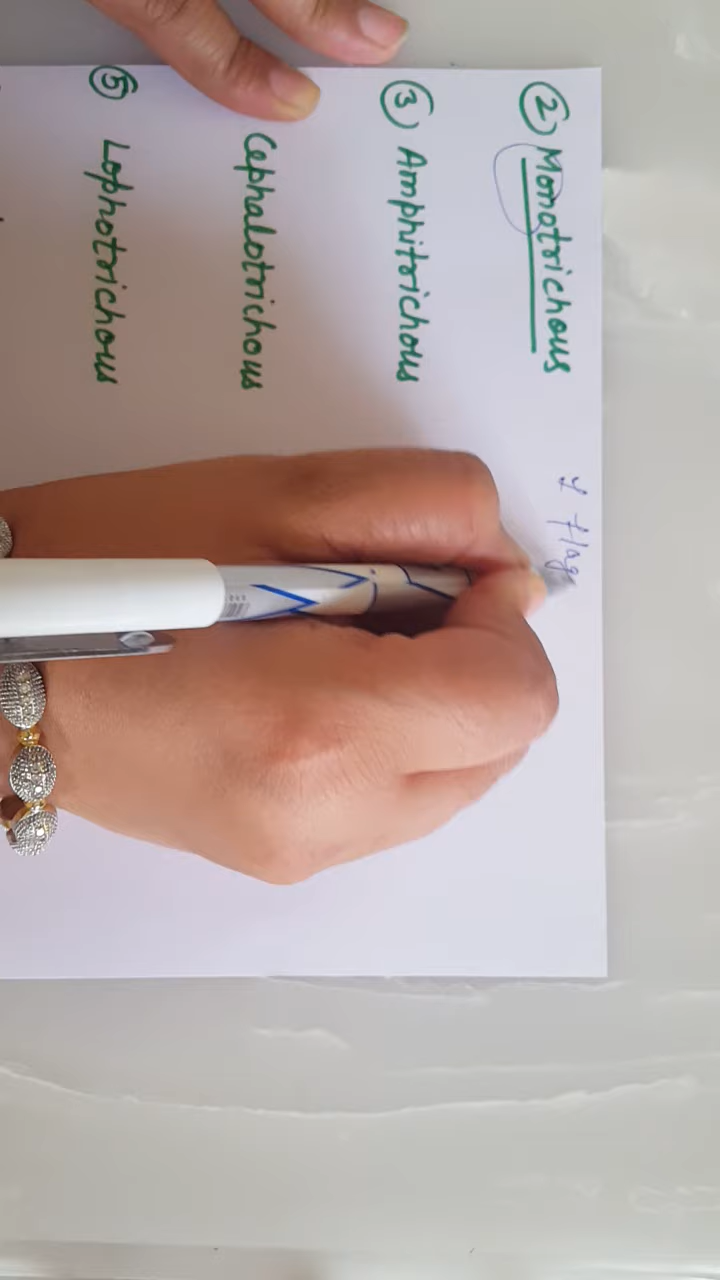 ② Monotrichous
1 flag
③ Amphitrichous
Cephalotrichous
⑤ Lophotrichous